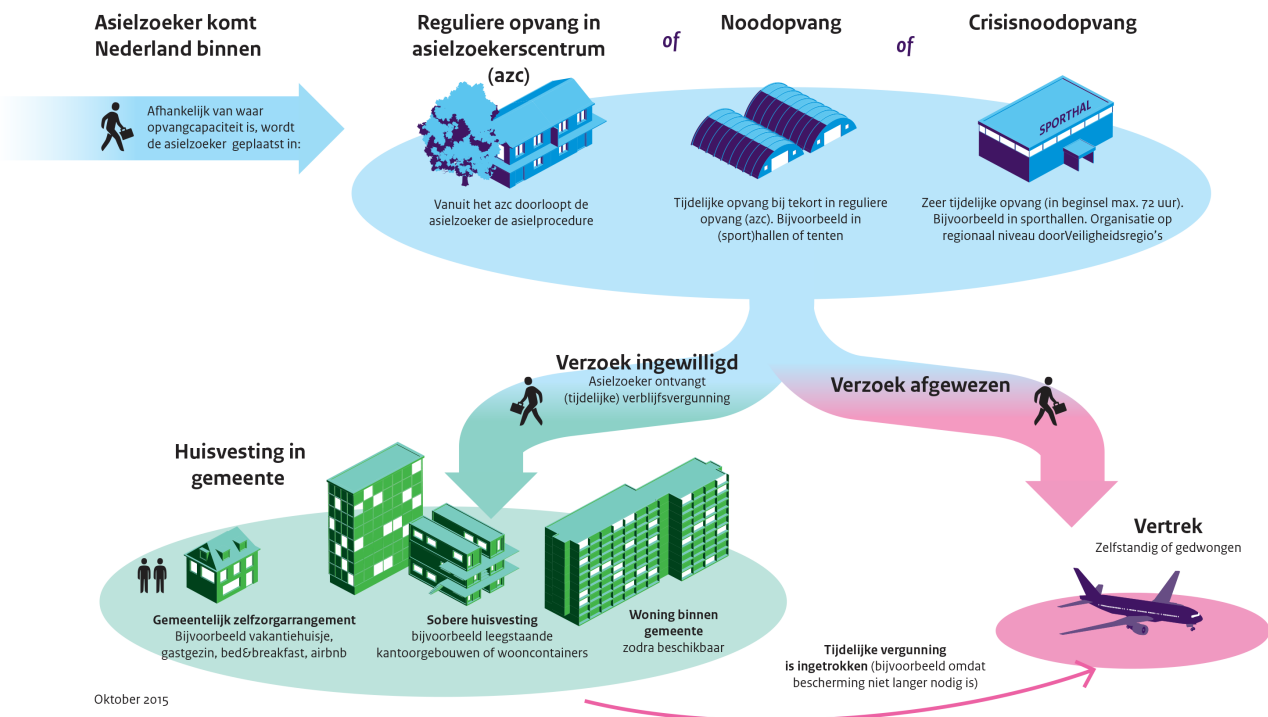 Asielzoeker komt
Nederland binnen
Afhankelijk van waar
opvangcapaciteit is, wordt
de asielzoeker geplaatst in:
Reguliere opvang in
asielzoekerscentrum
(azc)
Vanuit het azc doorloopt de
asielzoeker de asielprocedure
of
Noodopvang
Tijdelijke opvang bij tekort in reguliere
opvang (azc). Bijvoorbeeld in
(sport)hallen of tenten
of
Crisisnoodopvang
SPORTHAL
Zeer tijdelijke opvang (in beginsel max. 72 uur).
Bijvoorbeeld in sporthallen. Organisatie op
regionaal niveau doorVeiligheidsregio's
Verzoek ingewilligd
Asielzoeker ontvangt
(tijdelijke) verblijfsvergunning
Verzoek afgewezen
Huisvesting in
gemeente
Gemeentelijk zelfzorgarrangement
Bijvoorbeeld vakantiehuisje,
gastgezin, bed&breakfast, airbnb
Sobere huisvesting
bijvoorbeeld leegstaande
kantoorgebouwen of wooncontainers
Woning binnen
gemeente
zodra beschikbaar
Vertrek
Zelfstandig of gedwongen
Tijdelijke vergunning
is ingetrokken (bijvoorbeeld omdat
bescherming niet langer nodig is)
Oktober 2015